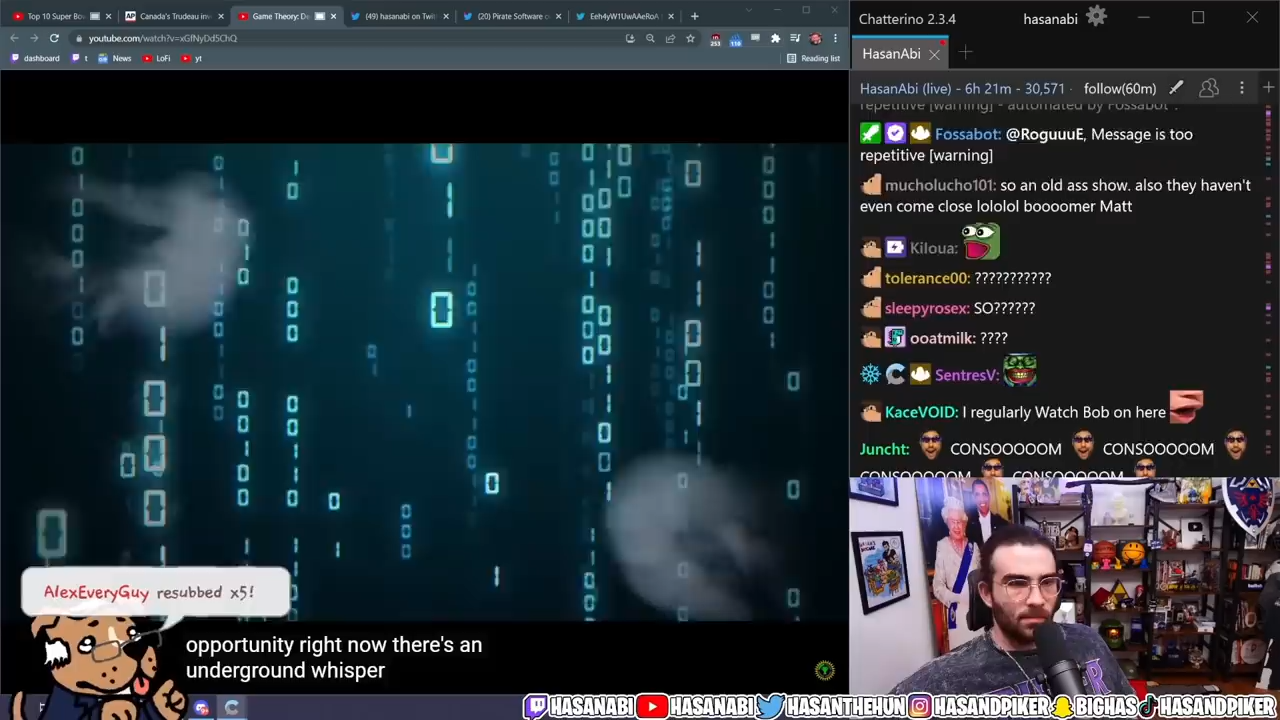 Top 10 Super Bo
Canada's Trudeau inv
Game Theory: De
(49) hasanabi on Twi
(20) Pirate Software o
Eeh4yW1UwAAeRoA
youtube.com/watch?v=xGfNyDd5ChQ
dashboard
t
News
LoFi
yt
Reading list
Chatterino 2.3.4
hasanabi
HasanAbi
HasanAbi (live) - 6h 21m - 30,571
follow(60m)
repetitive [warning] - automated by Fossabot
Fossabot: @RoguuuE, Message is too
repetitive [warning]
mucholucho101: so an old ass show. also they haven't
even come close lololol boooomer Matt
Kiloua:
tolerance00: ???????????
sleepyrosex: SO??????
ooatmilk: ????
SentresV:
KaceVOID: I regularly Watch Bob on here
Juncht: CONSOOOOOM CONSOOOOOM
AlexEveryGuy resubbed x5!
opportunity right now there's an
underground whisper
HASANABI HASANABI HASANTHEHUN HASANDPIKER BIGHAS HASANDPIKER